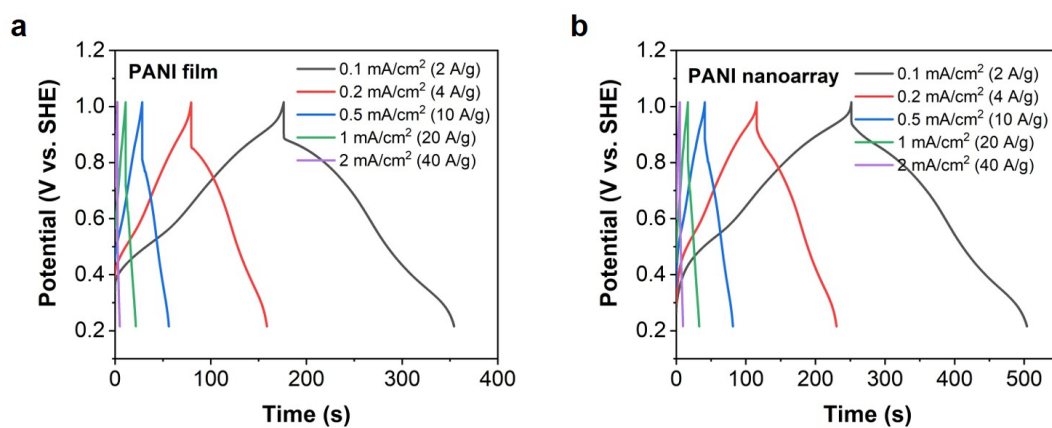 a
PANI film
0.1 mA/cm² (2 A/g)
0.2 mA/cm² (4 A/g)
0.5 mA/cm² (10 A/g)
1 mA/cm² (20 A/g)
2 mA/cm² (40 A/g)
1.2
1.0
0.8
0.6
0.4
0.2
Potential (V vs. SHE)
0 100 200 300 400
Time (s)
b
PANI nanoarray
0.1 mA/cm² (2 A/g)
0.2 mA/cm² (4 A/g)
0.5 mA/cm² (10 A/g)
1 mA/cm² (20 A/g)
2 mA/cm² (40 A/g)
1.2
1.0
0.8
0.6
0.4
0.2
Potential (V vs. SHE)
0 100 200 300 400 500
Time (s)